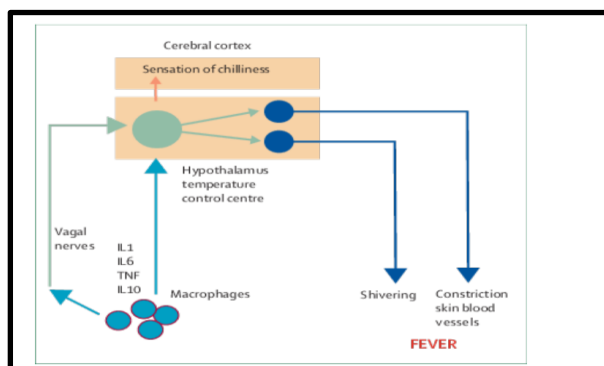 Cerebral cortex
Sensation of chilliness
Hypothalamus
temperature
control centre
Vagal
nerves
IL1
IL6
TNF
IL10
Macrophages
Shivering
Constriction
skin blood
vessels
FEVER